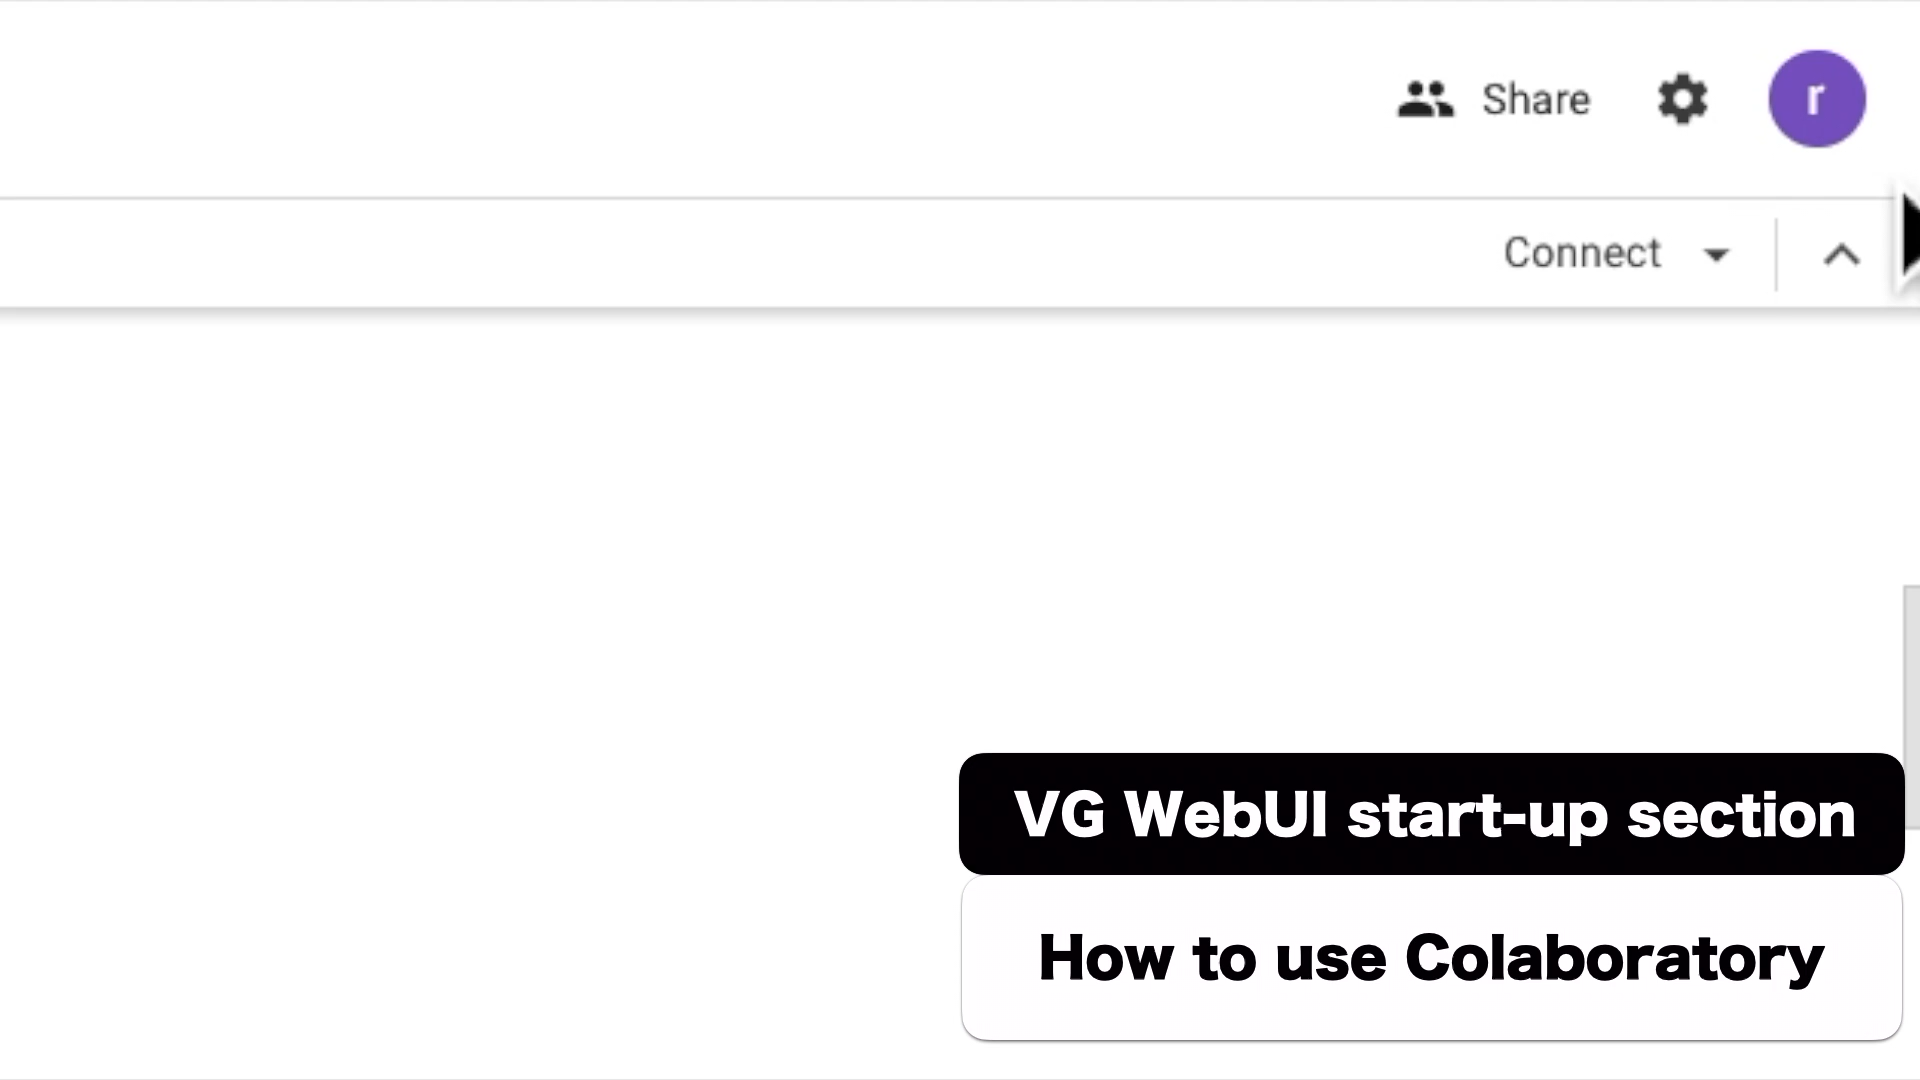 Share
r
Connect
VG WebUI start-up section
How to use Colaboratory